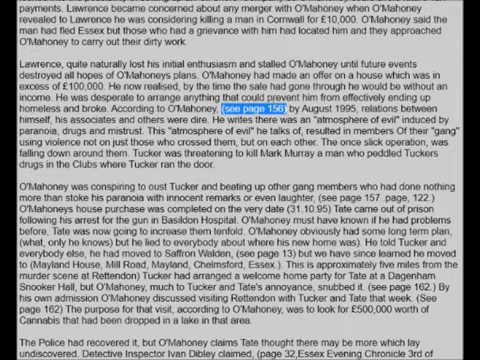 payments. Lawrence became concerned about any merger with O'Mahoney when O'Mahoney
revealed to Lawrence he was considering killing a man in Cornwall for £10,000. O'Mahoney said the
man had fled Essex but those who had a grievance with him had located him and they approached
O'Mahoney to carry out their dirty work.
Lawrence, quite naturally lost his initial enthusiasm and stalled O'Mahoney until future events
destroyed all hopes of O'Mahoneys plans. O'Mahoney had made an offer on a house which was in
excess of £100,000. He now realised, by the time the sale had gone through he would be without an
income. He was desperate to arrange anything that could prevent him from effectively ending up
homeless and broke. According to O'Mahoney, (see page 156) by August 1995, relations between
himself, his associates and others were dire. He writes there was an "atmosphere of evil" induced by
paranoia, drugs and mistrust. This "atmosphere of evil" he talks of, resulted in members Of their "gang"
using violence not on just those who crossed them, but on each other. The once slick operation, was
falling down around them. Tucker was threatening to kill Mark Murray a man who peddled Tuckers
drugs in the Clubs where Tucker ran the door.
O'Mahoney was conspiring to oust Tucker and beating up other gang members who had done nothing
more than stoke his paranoia with innocent remarks or even laughter, (see page 157 .page, 122.)
O'Mahoneys house purchase was completed on the very date (31.10.95) Tate came out of prison
following his arrest for the gun in Basildon Hospital. O'Mahoney must have known if he had problems
before, Tate was now going to increase them tenfold. O'Mahoney obviously had some long term plan,
(what, only he knows) but he lied to everybody about where his new home was). He told Tucker and
everybody else, he had moved to Saffron Walden, (see page 13) but we have since learned he moved
to (Mayland House, Mill Road, Mayland, Chelmsford, Essex.) This is approximately five miles from the
murder scene at Rettendon) Tucker had arranged a welcome home party for Tate at a Dagenham
Snooker Hall, but O'Mahoney, much to Tucker and Tate's annoyance, snubbed it. (see page 162.) By
his own admission O'Mahoney discussed visiting Rettendon with Tucker and Tate that week. (See
page 162) The purpose for that visit, according to O'Mahoney, was to look for £500,000 worth of
Cannabis that had been dropped in a lake in that area.
The Police had recovered it, but O'Mahoney claims Tate thought there may be more which lay
undiscovered. Detective Inspector Ivan Dibley claimed, (page 32,Essex Evening Chronicle 3rd of